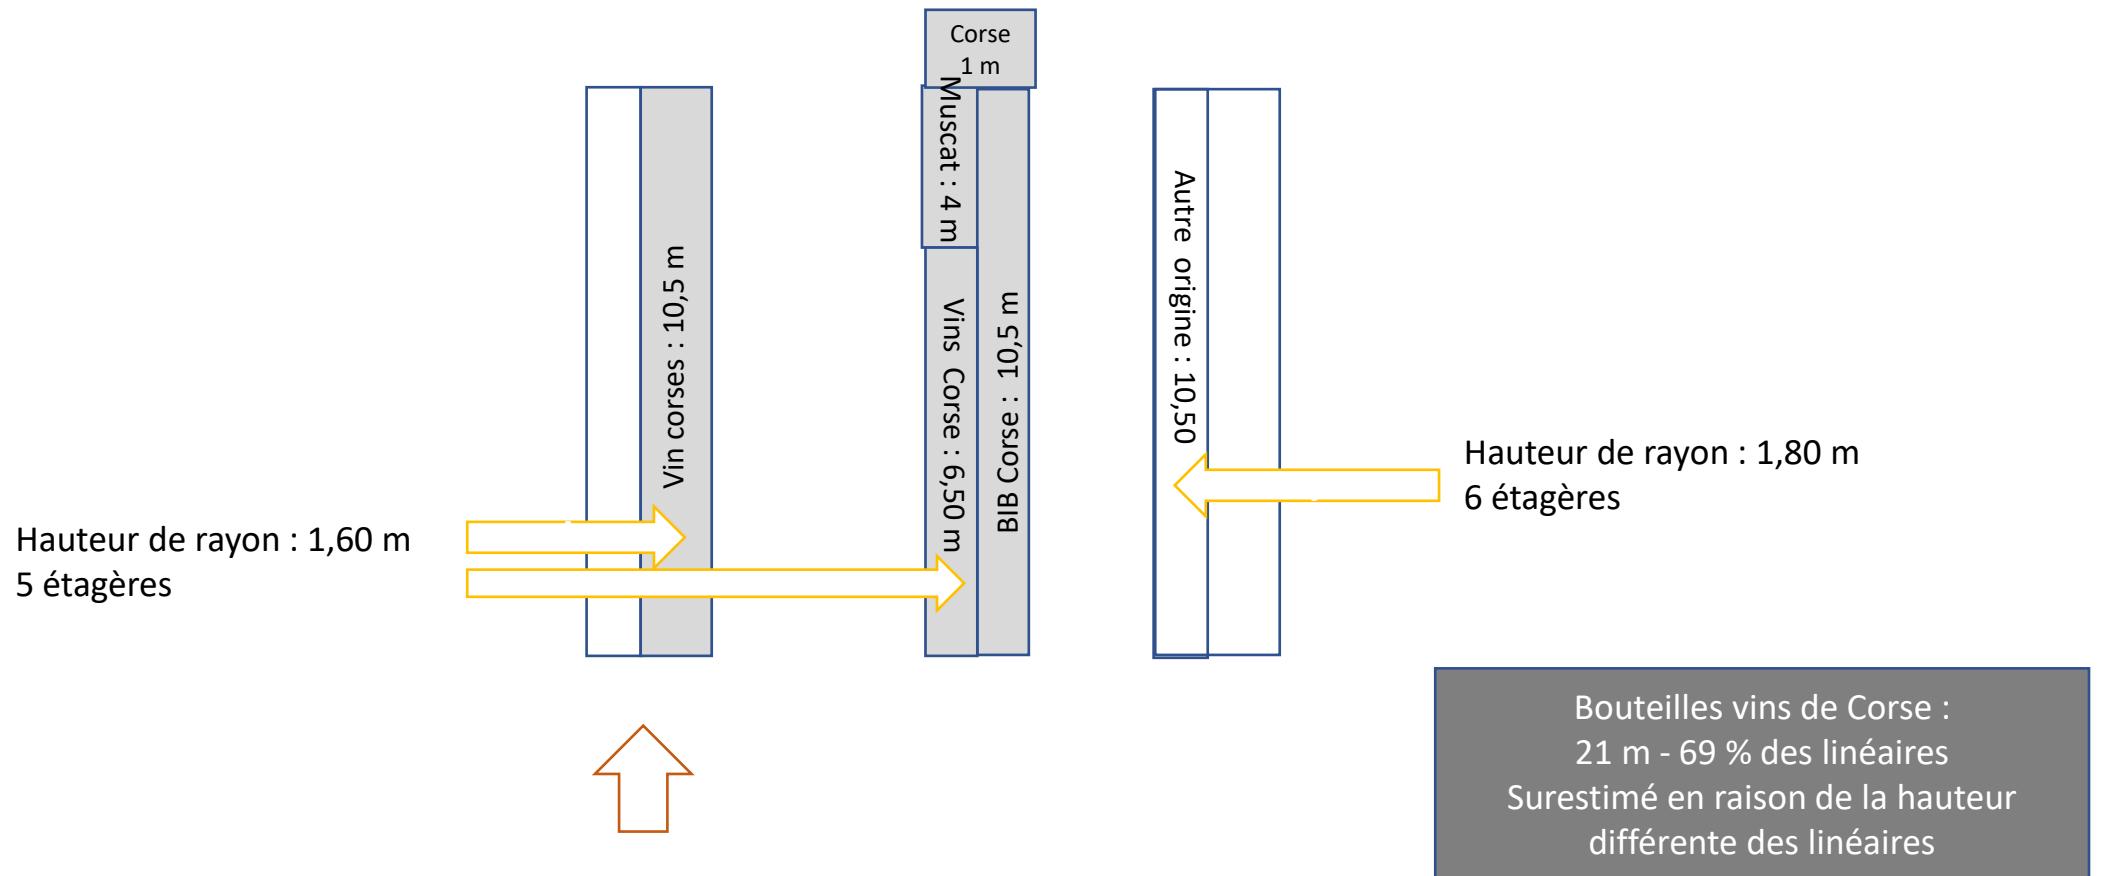 Corse
1 m
Muscat : 4 m
Vin corses : 10,5 m
Vins Corse : 6,50 m
BIB Corse : 10,5 m
Autre origine : 10,50
Hauteur de rayon : 1,80 m
6 étagères
Hauteur de rayon : 1,60 m
5 étagères
Bouteilles vins de Corse :
21 m - 69 % des linéaires
Surestimé en raison de la hauteur
différente des linéaires